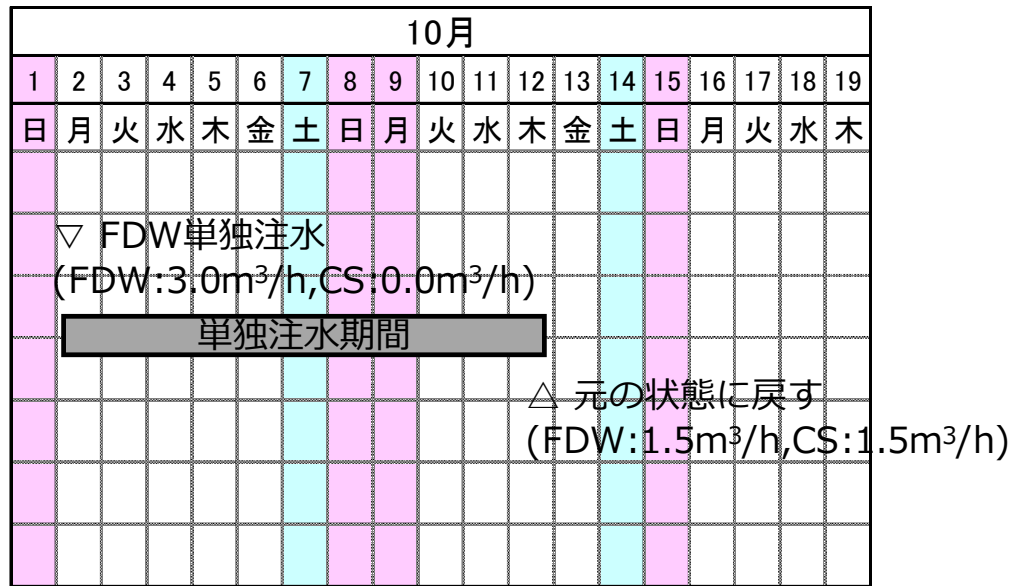 10月
1 2 3 4 5 6 7 8 9 10 11 12 13 14 15 16 17 18 19
日 月 火 水 木 金 土 日 月 火 水 木 金 土 日 月 火 水 木
▽ FDW単独注水
(FDW:3.0m³/h,CS:0.0m³/h)
単独注水期間
△ 元の状態に戻す
(FDW:1.5m³/h,CS:1.5m³/h)